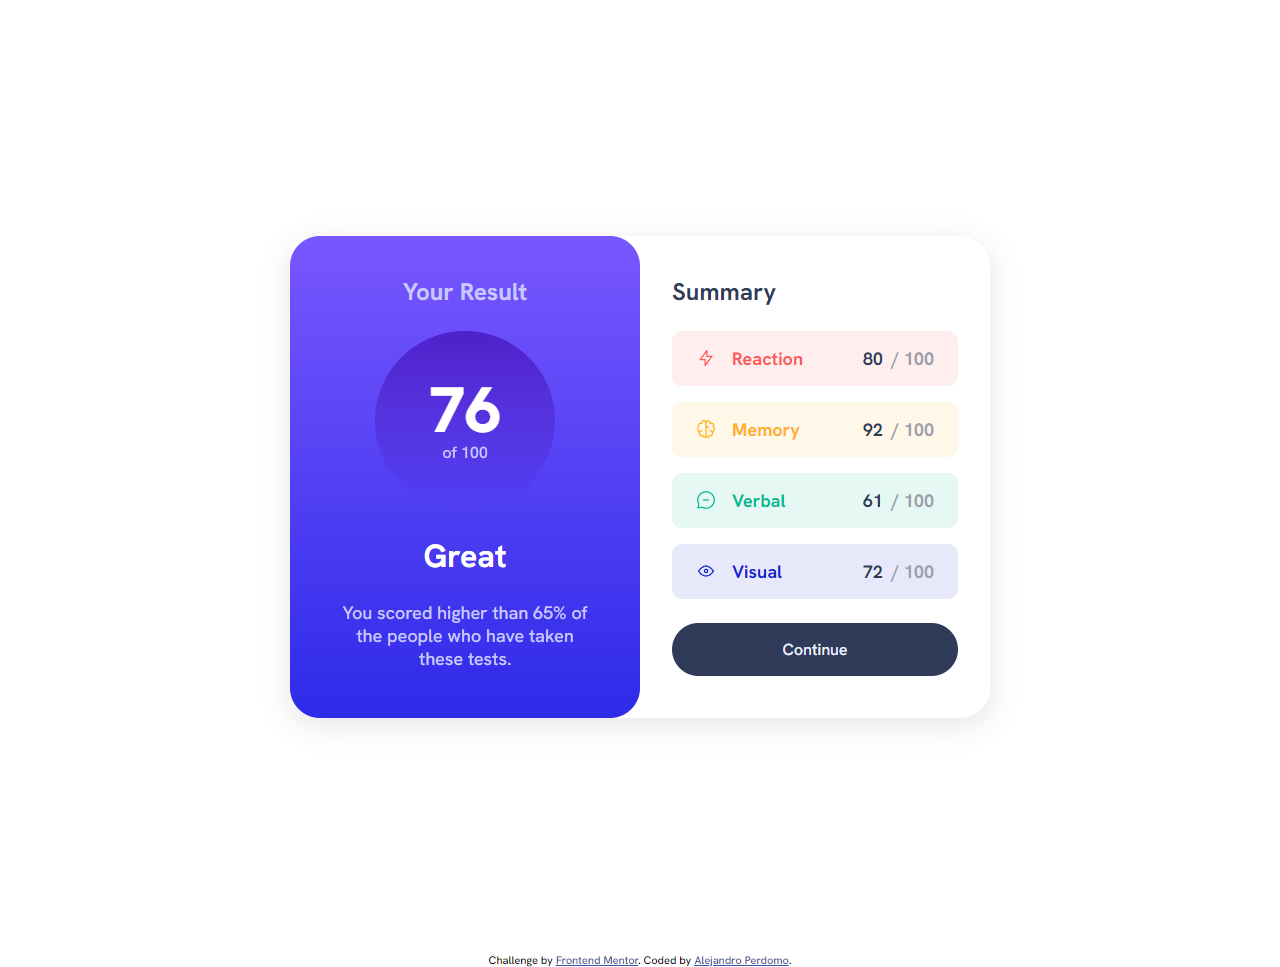 Your Result
76
of 100
Great
You scored higher than 65% of
the people who have taken
these tests.
Summary
Reaction 80 / 100
Memory 92 / 100
Verbal 61 / 100
Visual 72 / 100
Continue
Challenge by Frontend Mentor. Coded by Alejandro Perdomo.